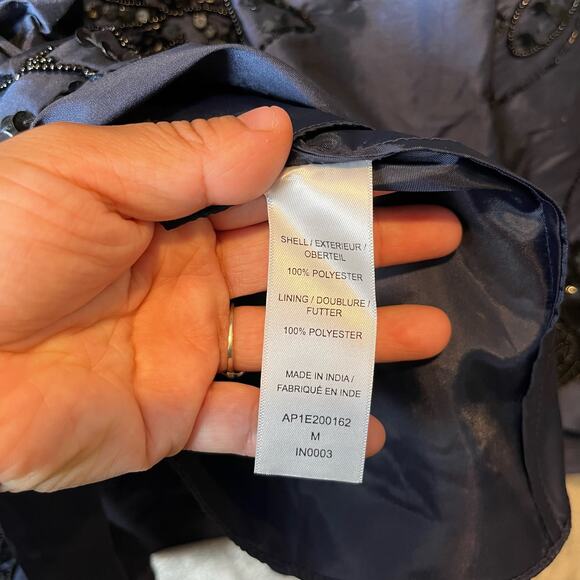 SHELL / EXTERIEUR /
OBERTEIL
100% POLYESTER
LINING / DOUBLURE /
FUTTER
100% POLYESTER
MADE IN INDIA /
FABRIQUÉ EN INDE
AP1E200162
M
IN0003